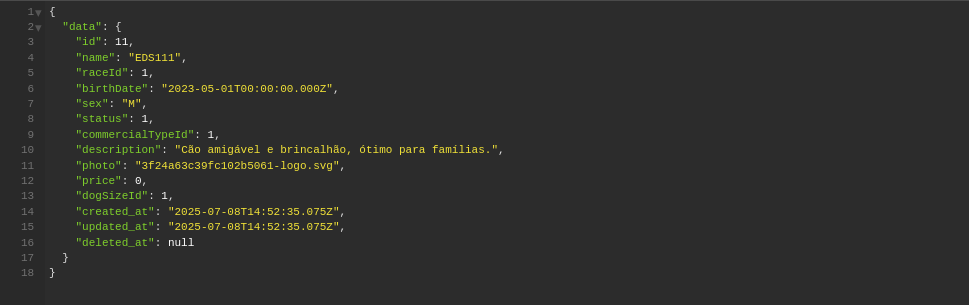 1 {
2 "data": {
3 "id": 11,
4 "name": "EDS111",
5 "raceId": 1,
6 "birthDate": "2023-05-01T00:00:00.000Z",
7 "sex": "M",
8 "status": 1,
9 "commercialTypeId": 1,
10 "description": "Cão amigável e brincalhão, ótimo para famílias.",
11 "photo": "3f24a63c39fc102b5061-logo.svg",
12 "price": 0,
13 "dogSizeId": 1,
14 "created_at": "2025-07-08T14:52:35.075Z",
15 "updated_at": "2025-07-08T14:52:35.075Z",
16 "deleted_at": null
17 }
18 }